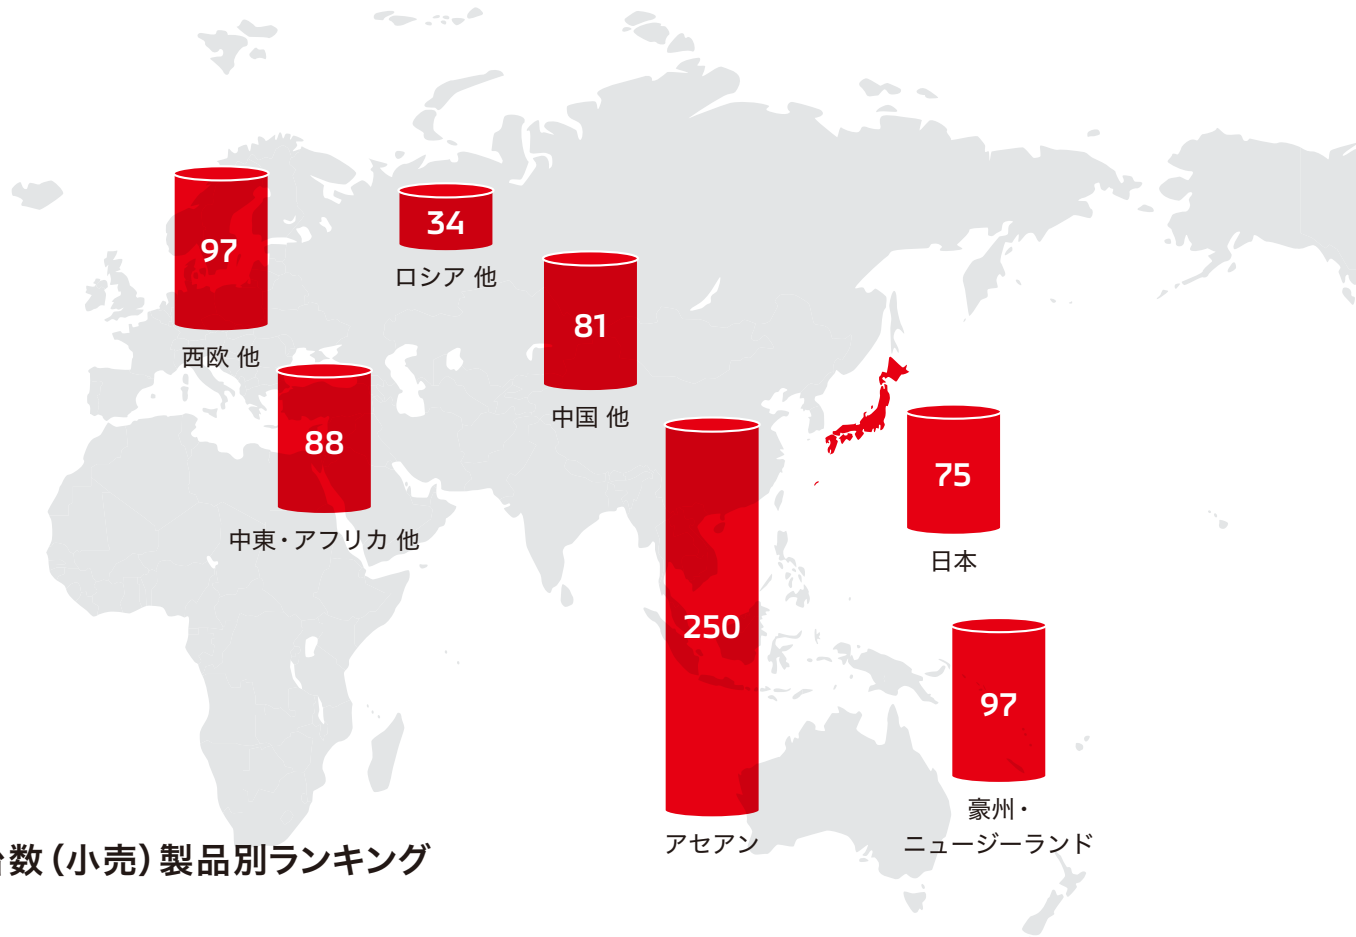 97
西欧 他
34
ロシア 他
81
中国 他
88
中東・アフリカ 他
250
アセアン
75
日本
97
豪州・
ニュージーランド
台数（小売）製品別ランキング